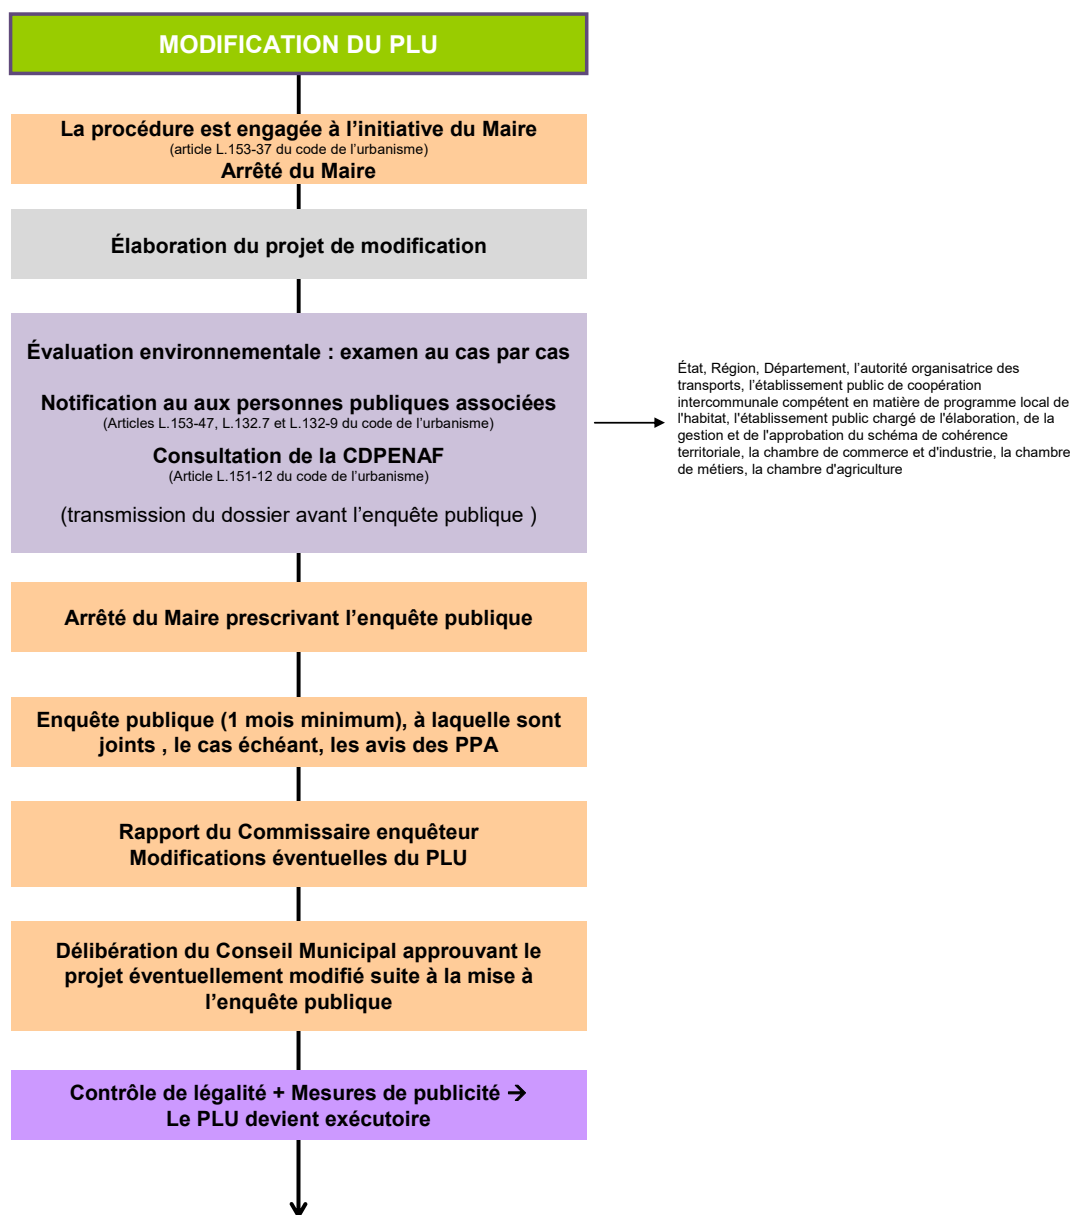 MODIFICATION DU PLU
La procédure est engagée à l’initiative du Maire
(article L.153-37 du code de l’urbanisme)
Arrêté du Maire
Élaboration du projet de modification
Évaluation environnementale : examen au cas par cas
Notification au aux personnes publiques associées
(Articles L.153-47, L.132.7 et L.132-9 du code de l’urbanisme)
Consultation de la CDPENAF
(Article L.151-12 du code de l’urbanisme)
(transmission du dossier avant l’enquête publique )
État, Région, Département, l’autorité organisatrice des
transports, l’établissement public de coopération
intercommunale compétent en matière de programme local de
l'habitat, l'établissement public chargé de l'élaboration, de la
gestion et de l'approbation du schéma de cohérence
territoriale, la chambre de commerce et d'industrie, la chambre
de métiers, la chambre d'agriculture
Arrêté du Maire prescrivant l’enquête publique
Enquête publique (1 mois minimum), à laquelle sont
joints , le cas échéant, les avis des PPA
Rapport du Commissaire enquêteur
Modifications éventuelles du PLU
Délibération du Conseil Municipal approuvant le
projet éventuellement modifié suite à la mise à
l’enquête publique
Contrôle de légalité + Mesures de publicité →
Le PLU devient exécutoire